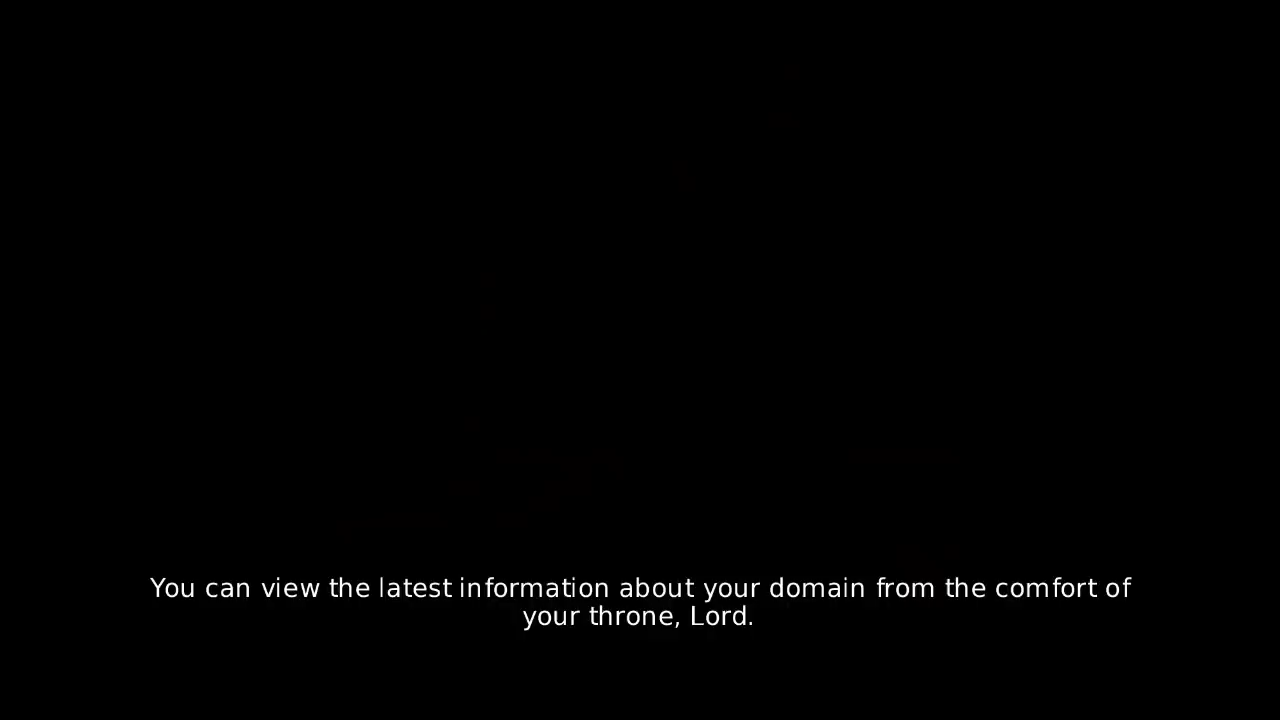 You can view the latest information about your domain from the comfort of
your throne, Lord.